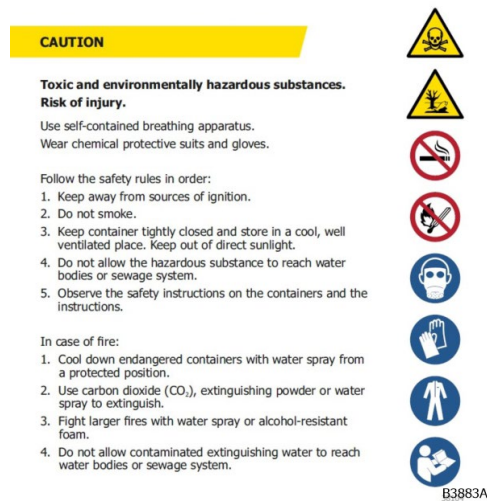 CAUTION
Toxic and environmentally hazardous substances.
Risk of injury.
Use self-contained breathing apparatus.
Wear chemical protective suits and gloves.
Follow the safety rules in order:
1. Keep away from sources of ignition.
2. Do not smoke.
3. Keep container tightly closed and store in a cool, well
ventilated place. Keep out of direct sunlight.
4. Do not allow the hazardous substance to reach water
bodies or sewage system.
5. Observe the safety instructions on the containers and the
instructions.
In case of fire:
1. Cool down endangered containers with water spray from
a protected position.
2. Use carbon dioxide (CO₂), extinguishing powder or water
spray to extinguish.
3. Fight larger fires with water spray or alcohol-resistant
foam.
4. Do not allow contaminated extinguishing water to reach
water bodies or sewage system.
B3883A